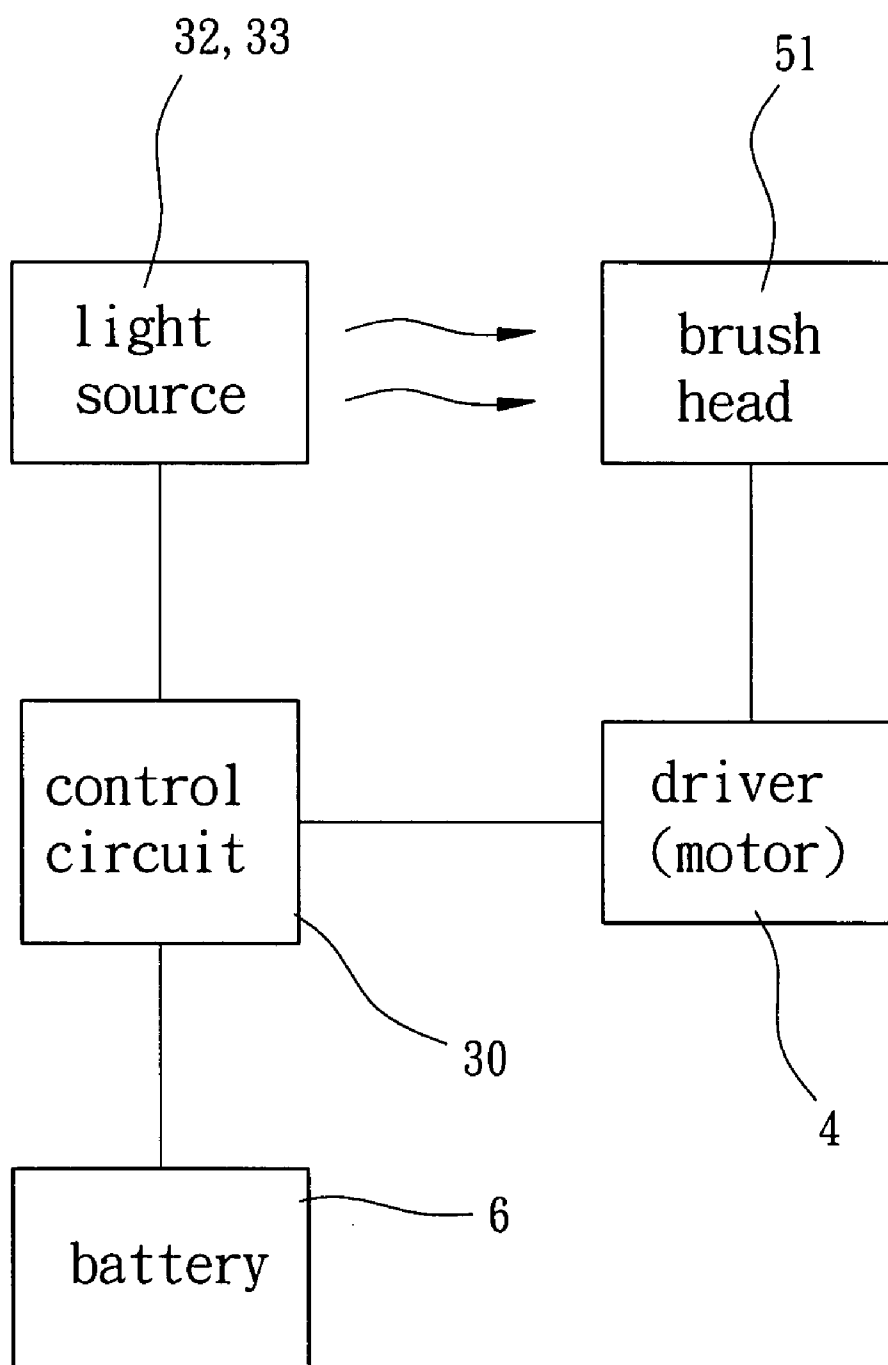 32, 33
51
light
source
brush
head
control
circuit
driver
(motor)
30
4
6
battery